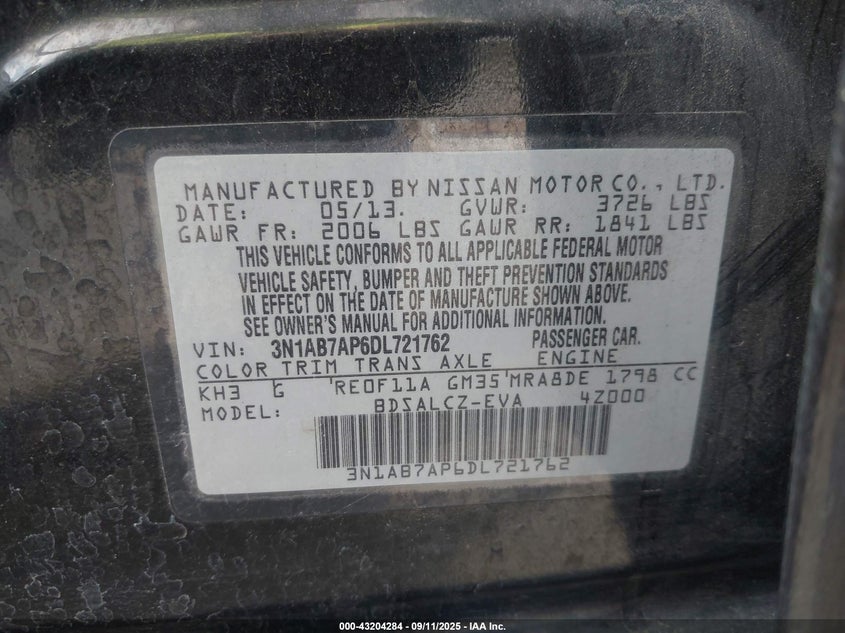 MANUFACTURED BY NISSAN MOTOR CO., LTD.
DATE: 05/13. GVWR: 3726 LBS
GAWR FR: 2006 LBS GAWR RR: 1841 LBS
THIS VEHICLE CONFORMS TO ALL APPLICABLE FEDERAL MOTOR
VEHICLE SAFETY, BUMPER AND THEFT PREVENTION STANDARDS
IN EFFECT ON THE DATE OF MANUFACTURE SHOWN ABOVE.
SEE OWNER'S MANUAL FOR ADDITIONAL INFORMATION.
VIN: 3N1AB7AP6DL721762 PASSENGER CAR.
COLOR TRIM TRANS AXLE ENGINE
KH3 G RE0F11A GM35 MRA8DE 1798 CC
MODEL: BDSALCZ-EVA 4Z000
3N1AB7AP6DL721762
000-43204284 - 09/11/2025 - IAA Inc.